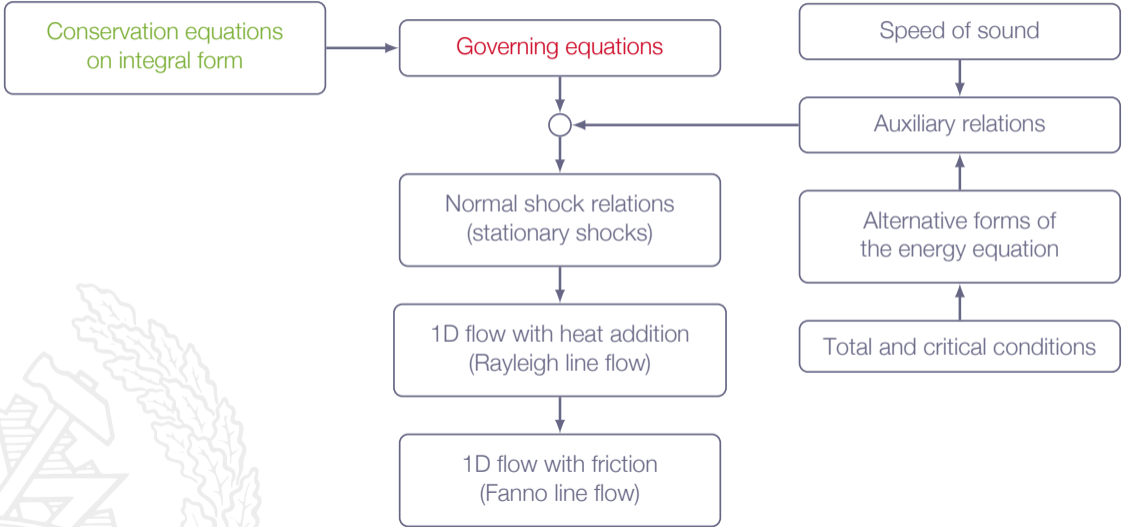 Conservation equations
on integral form
Governing equations
Speed of sound
Auxiliary relations
Normal shock relations
(stationary shocks)
Alternative forms of
the energy equation
1D flow with heat addition
(Rayleigh line flow)
Total and critical conditions
1D flow with friction
(Fanno line flow)